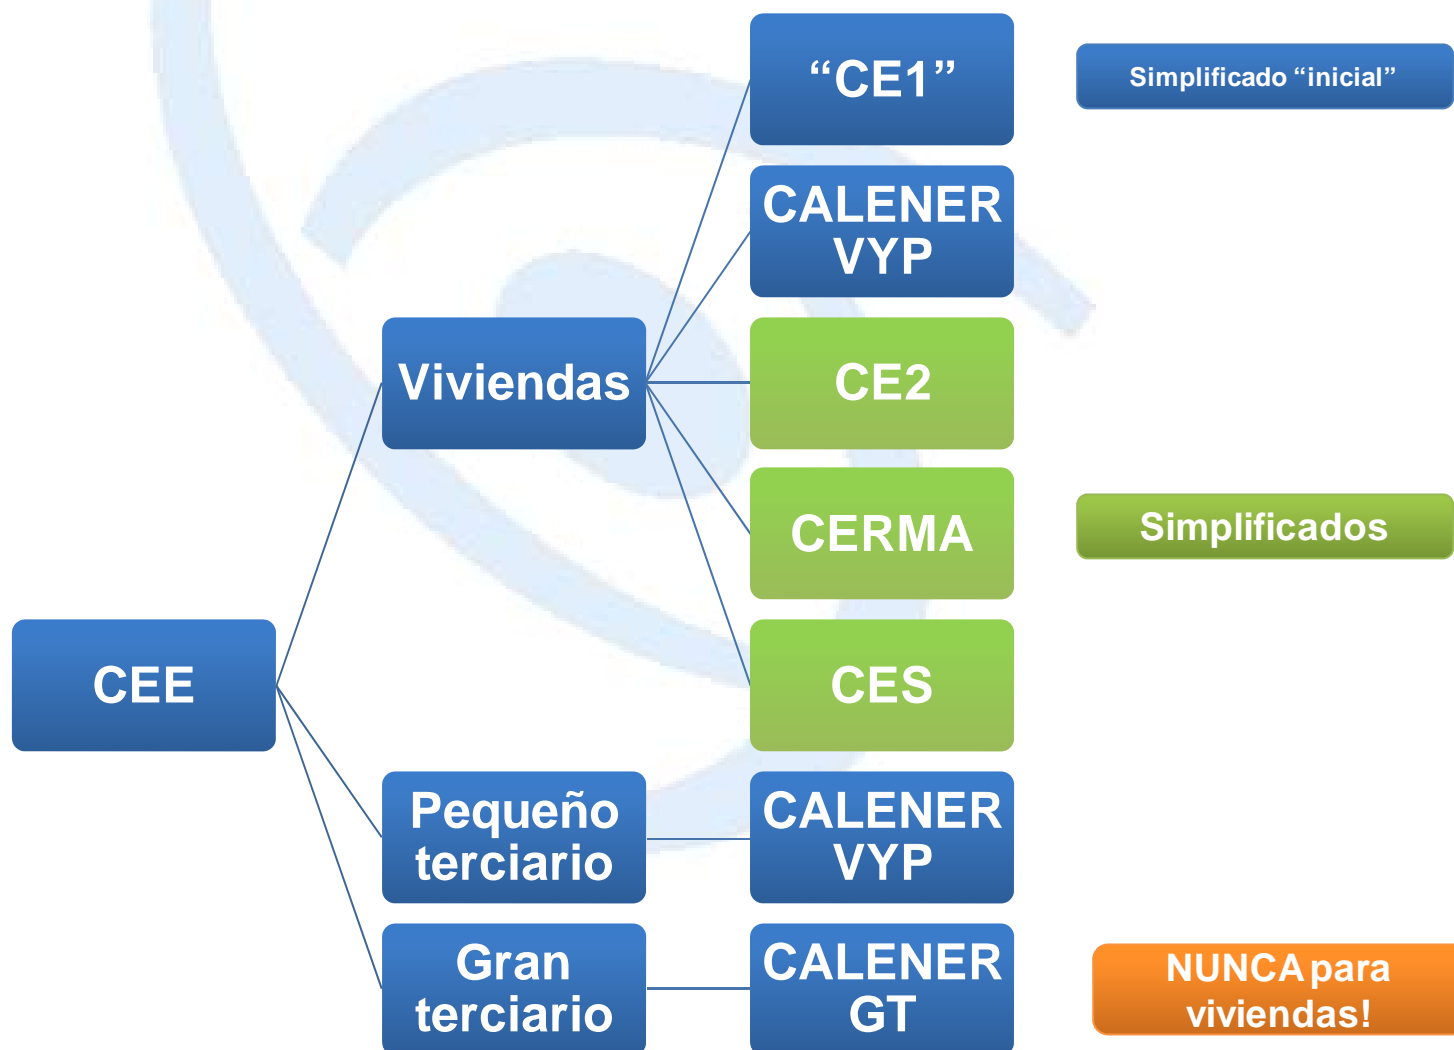 “CE1”
Simplificado “inicial”
CALENER
VYP
Viviendas
CE2
CERMA
Simplificados
CEE
CES
Pequeño
terciario
CALENER
VYP
Gran
terciario
CALENER
GT
NUNCA para
viviendas!